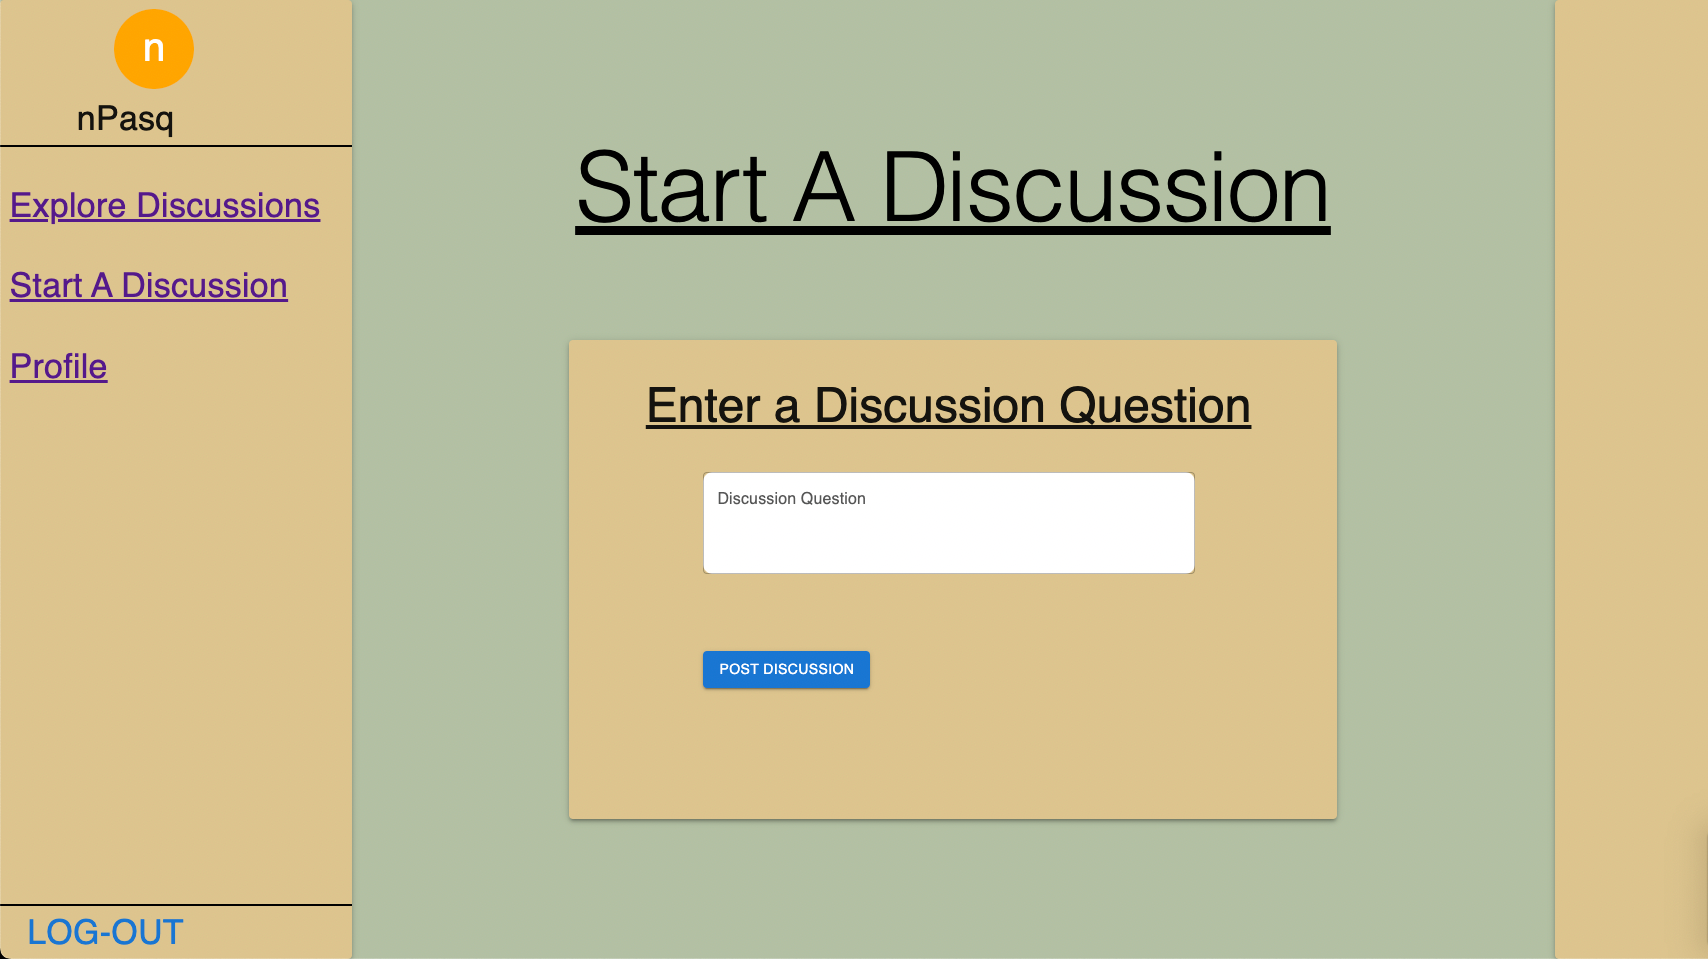 n
nPasq
Explore Discussions
Start A Discussion
Profile
LOG-OUT
Start A Discussion
Enter a Discussion Question
Discussion Question
POST DISCUSSION